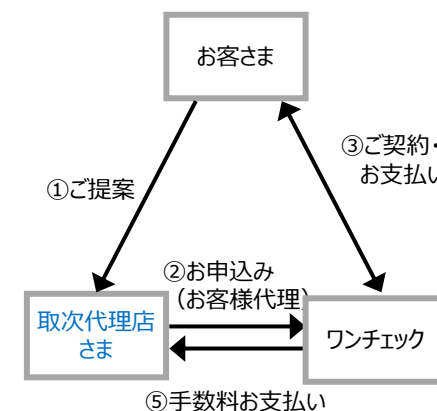 お客さま
③ご契約・
お支払い
①ご提案
②お申込み
（お客様代理）
取次代理店
さま
ワンチェック
⑤手数料お支払い